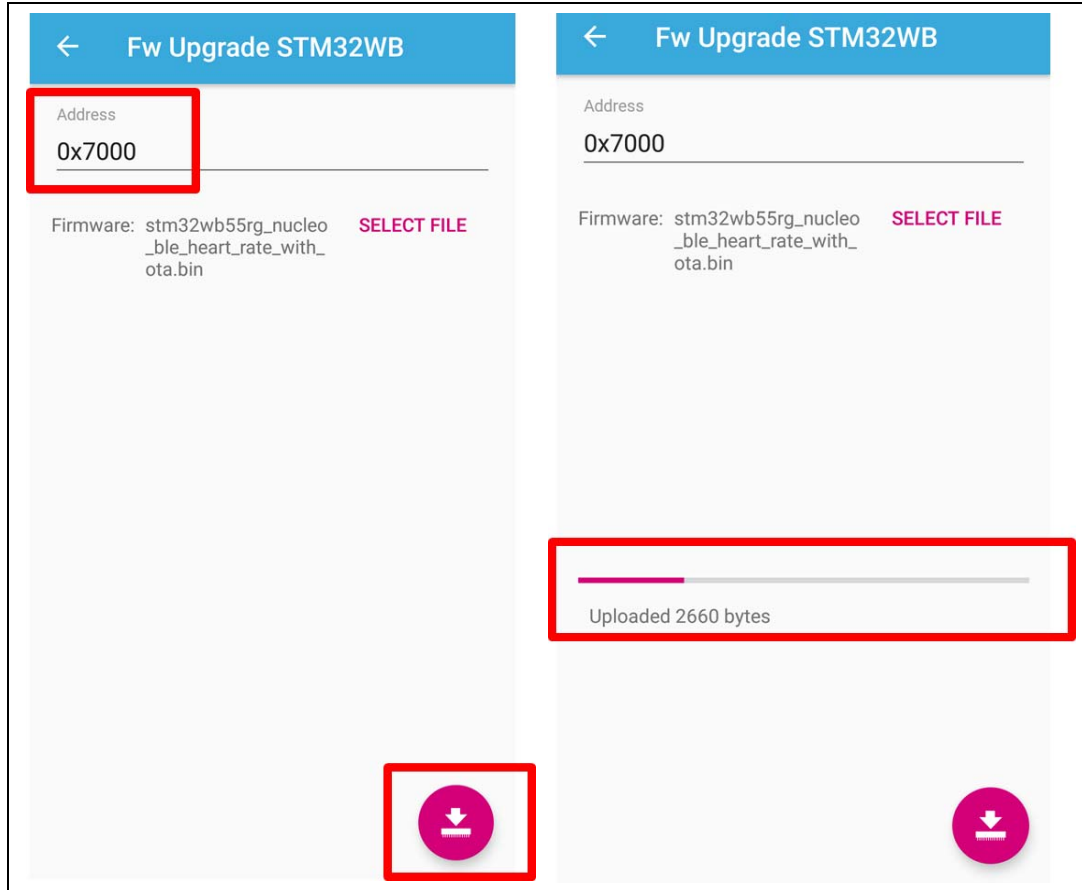 Fw Upgrade STM32WB
Address
0x7000
Firmware: stm32wb55rg_nucleo SELECT FILE
_ble_heart_rate_with_
ota.bin
Fw Upgrade STM32WB
Address
0x7000
Firmware: stm32wb55rg_nucleo SELECT FILE
_ble_heart_rate_with_
ota.bin
Uploaded 2660 bytes